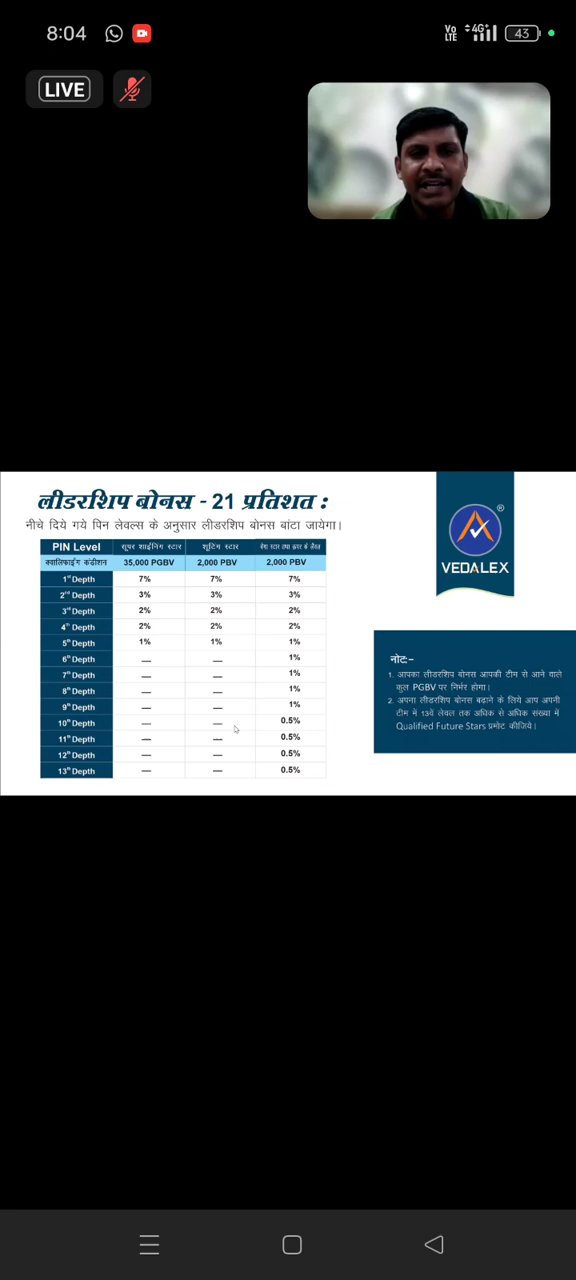 8:04
Vo LTE 4G+ 43
LIVE
लीडरशिप बोनस - 21 प्रतिशत :
नीचे दिये गये पिन लेवल्स के अनुसार लीडरशिप बोनस बांटा जायेगा।
PIN Level सूपर शाईनिंग स्टार शूटिंग स्टार
क्वालिफाईंग कंडीशन 35,000 PGBV 2,000 PBV 2,000 PBV
1st Depth 7% 7% 7%
2nd Depth 3% 3% 3%
3rd Depth 2% 2% 2%
4th Depth 2% 2% 2%
5th Depth 1% 1% 1%
6th Depth — — 1%
7th Depth — — 1%
8th Depth — — 1%
9th Depth — — 1%
10th Depth — — 0.5%
11th Depth — — 0.5%
12th Depth — — 0.5%
13th Depth — — 0.5%
®
VEDALEX
नोटः-
1. आपका लीडरशिप बोनस आपकी टीम से आने वाले
कुल PGBV पर निर्भर होगा।
2. अपना लीडरशिप बोनस बढ़ाने के लिये आप अपनी
टीम में 13वें लेवल तक अधिक से अधिक संख्या में
Qualified Future Stars प्रमोट कीजिये।